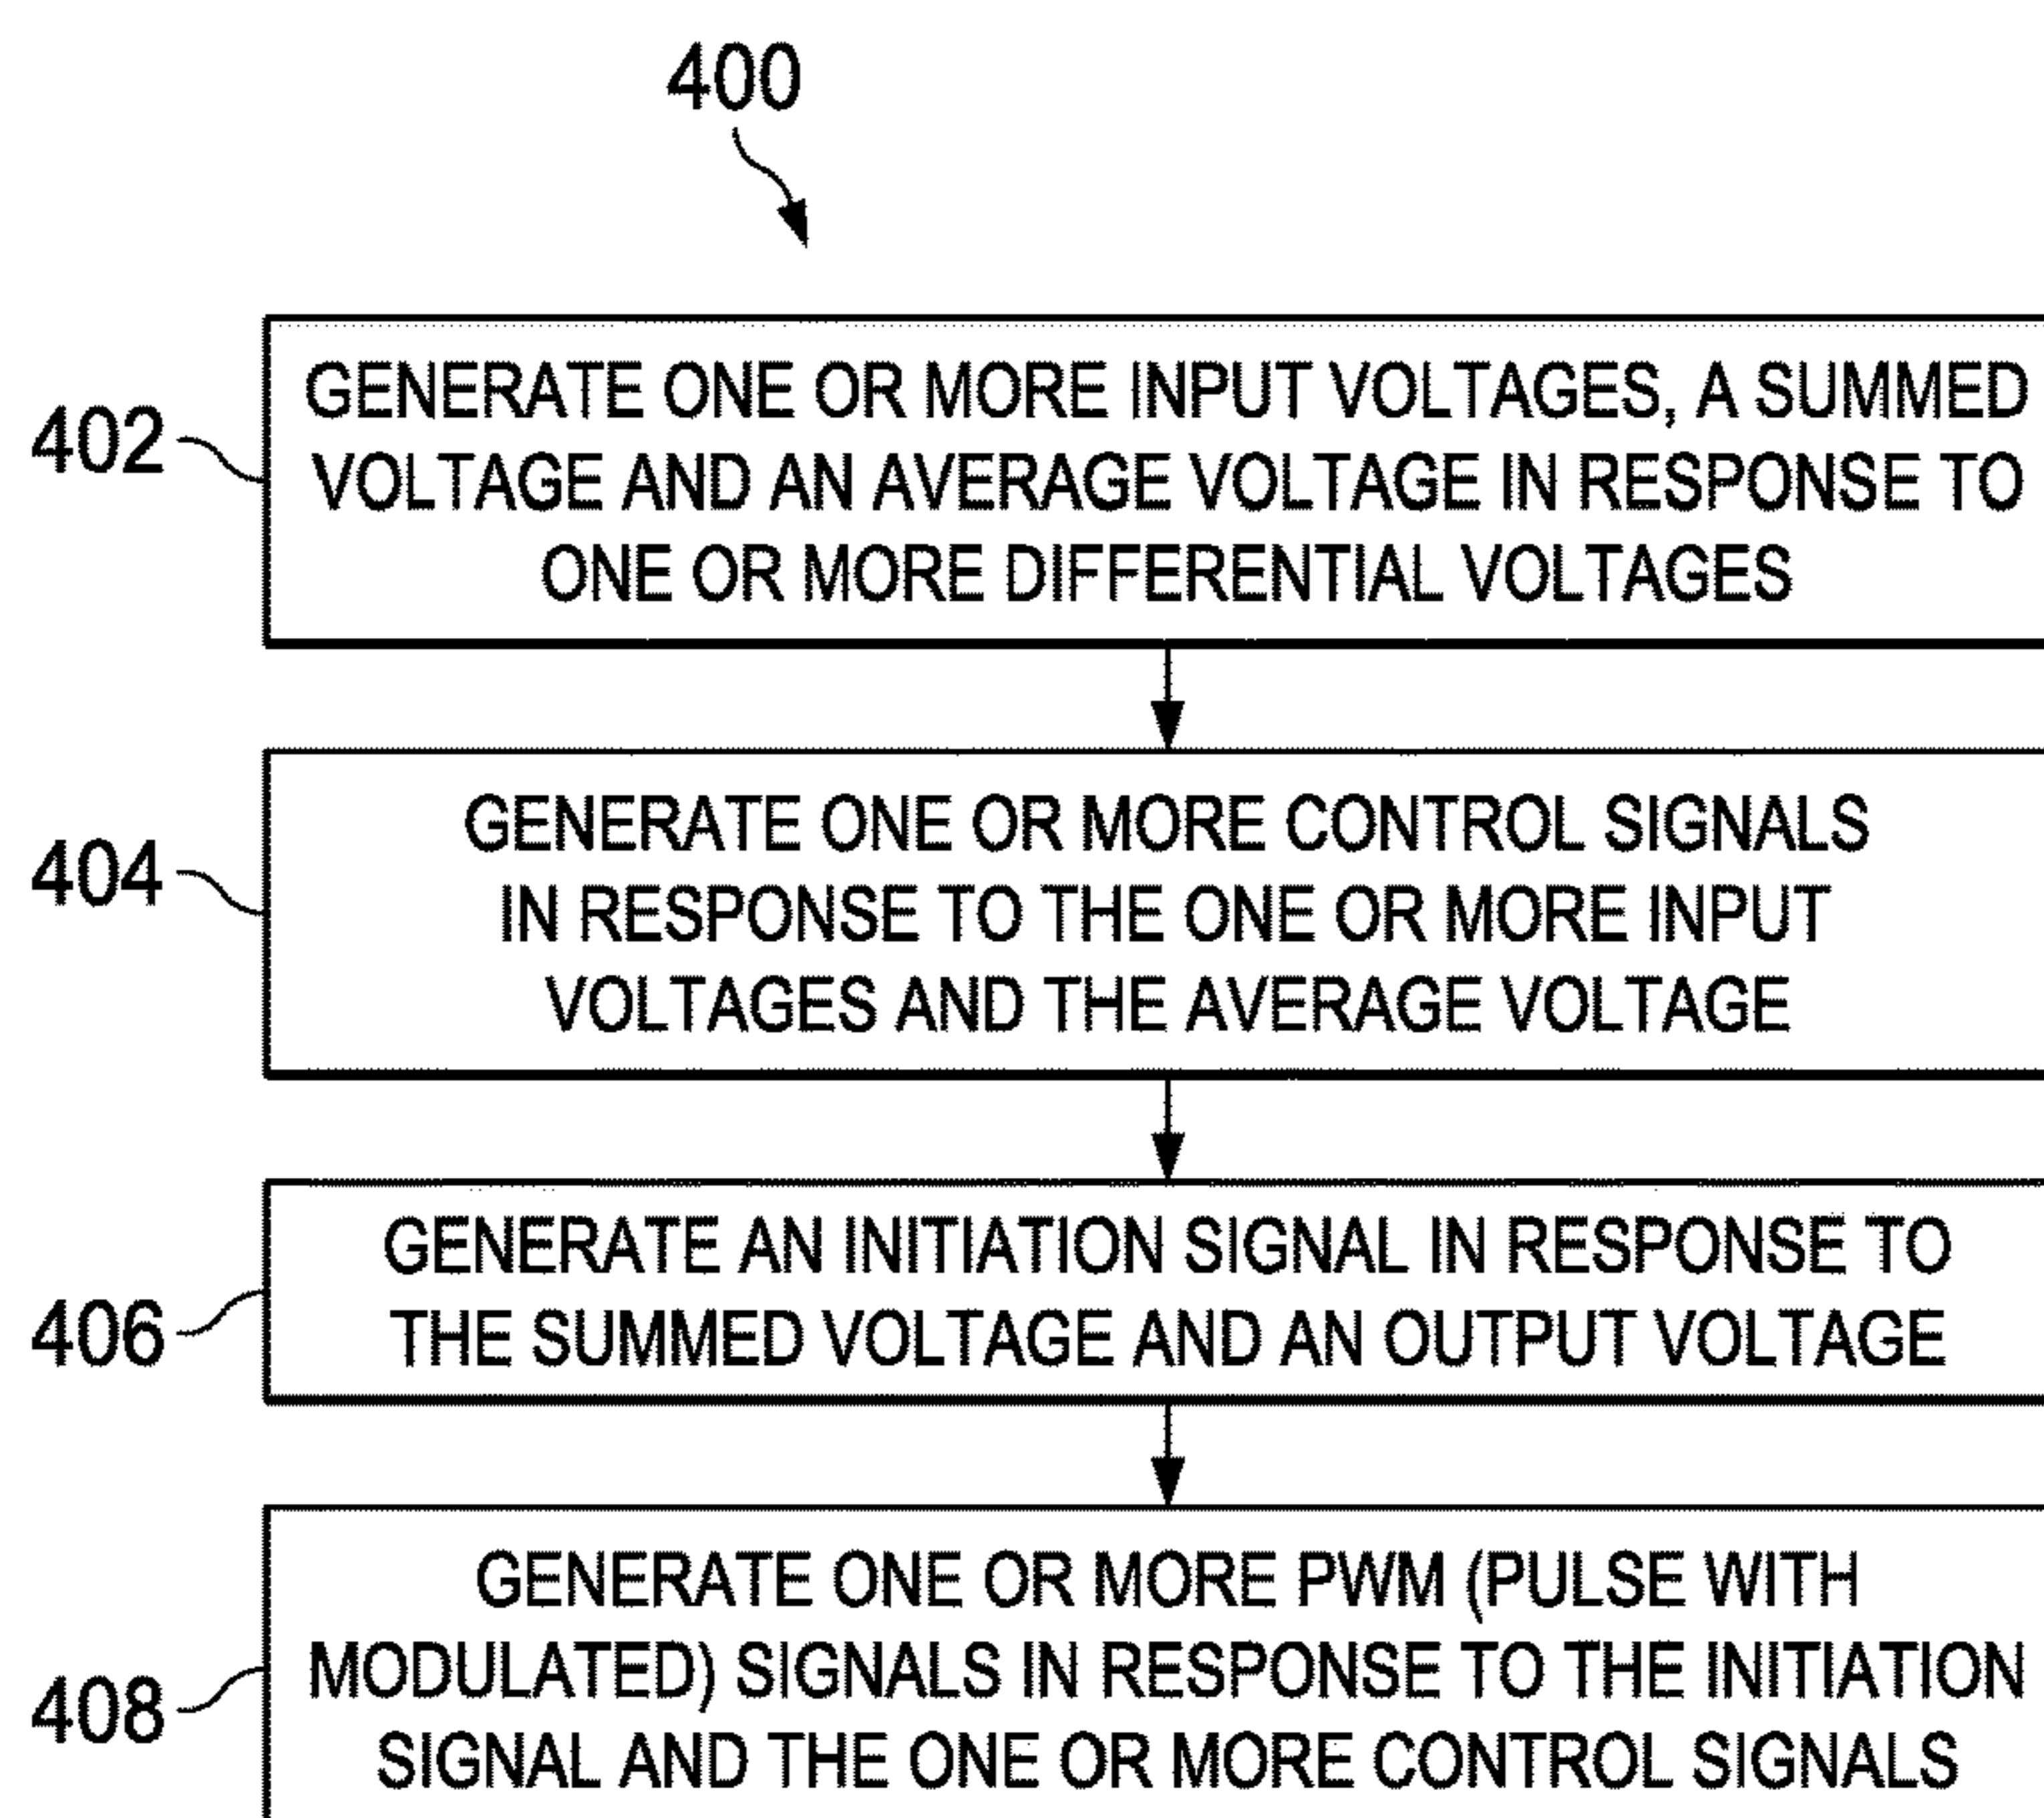 400
402
GENERATE ONE OR MORE INPUT VOLTAGES, A SUMMED
VOLTAGE AND AN AVERAGE VOLTAGE IN RESPONSE TO
ONE OR MORE DIFFERENTIAL VOLTAGES
404
GENERATE ONE OR MORE CONTROL SIGNALS
IN RESPONSE TO THE ONE OR MORE INPUT
VOLTAGES AND THE AVERAGE VOLTAGE
406
GENERATE AN INITIATION SIGNAL IN RESPONSE TO
THE SUMMED VOLTAGE AND AN OUTPUT VOLTAGE
408
GENERATE ONE OR MORE PWM (PULSE WITH
MODULATED) SIGNALS IN RESPONSE TO THE INITIATION
SIGNAL AND THE ONE OR MORE CONTROL SIGNALS